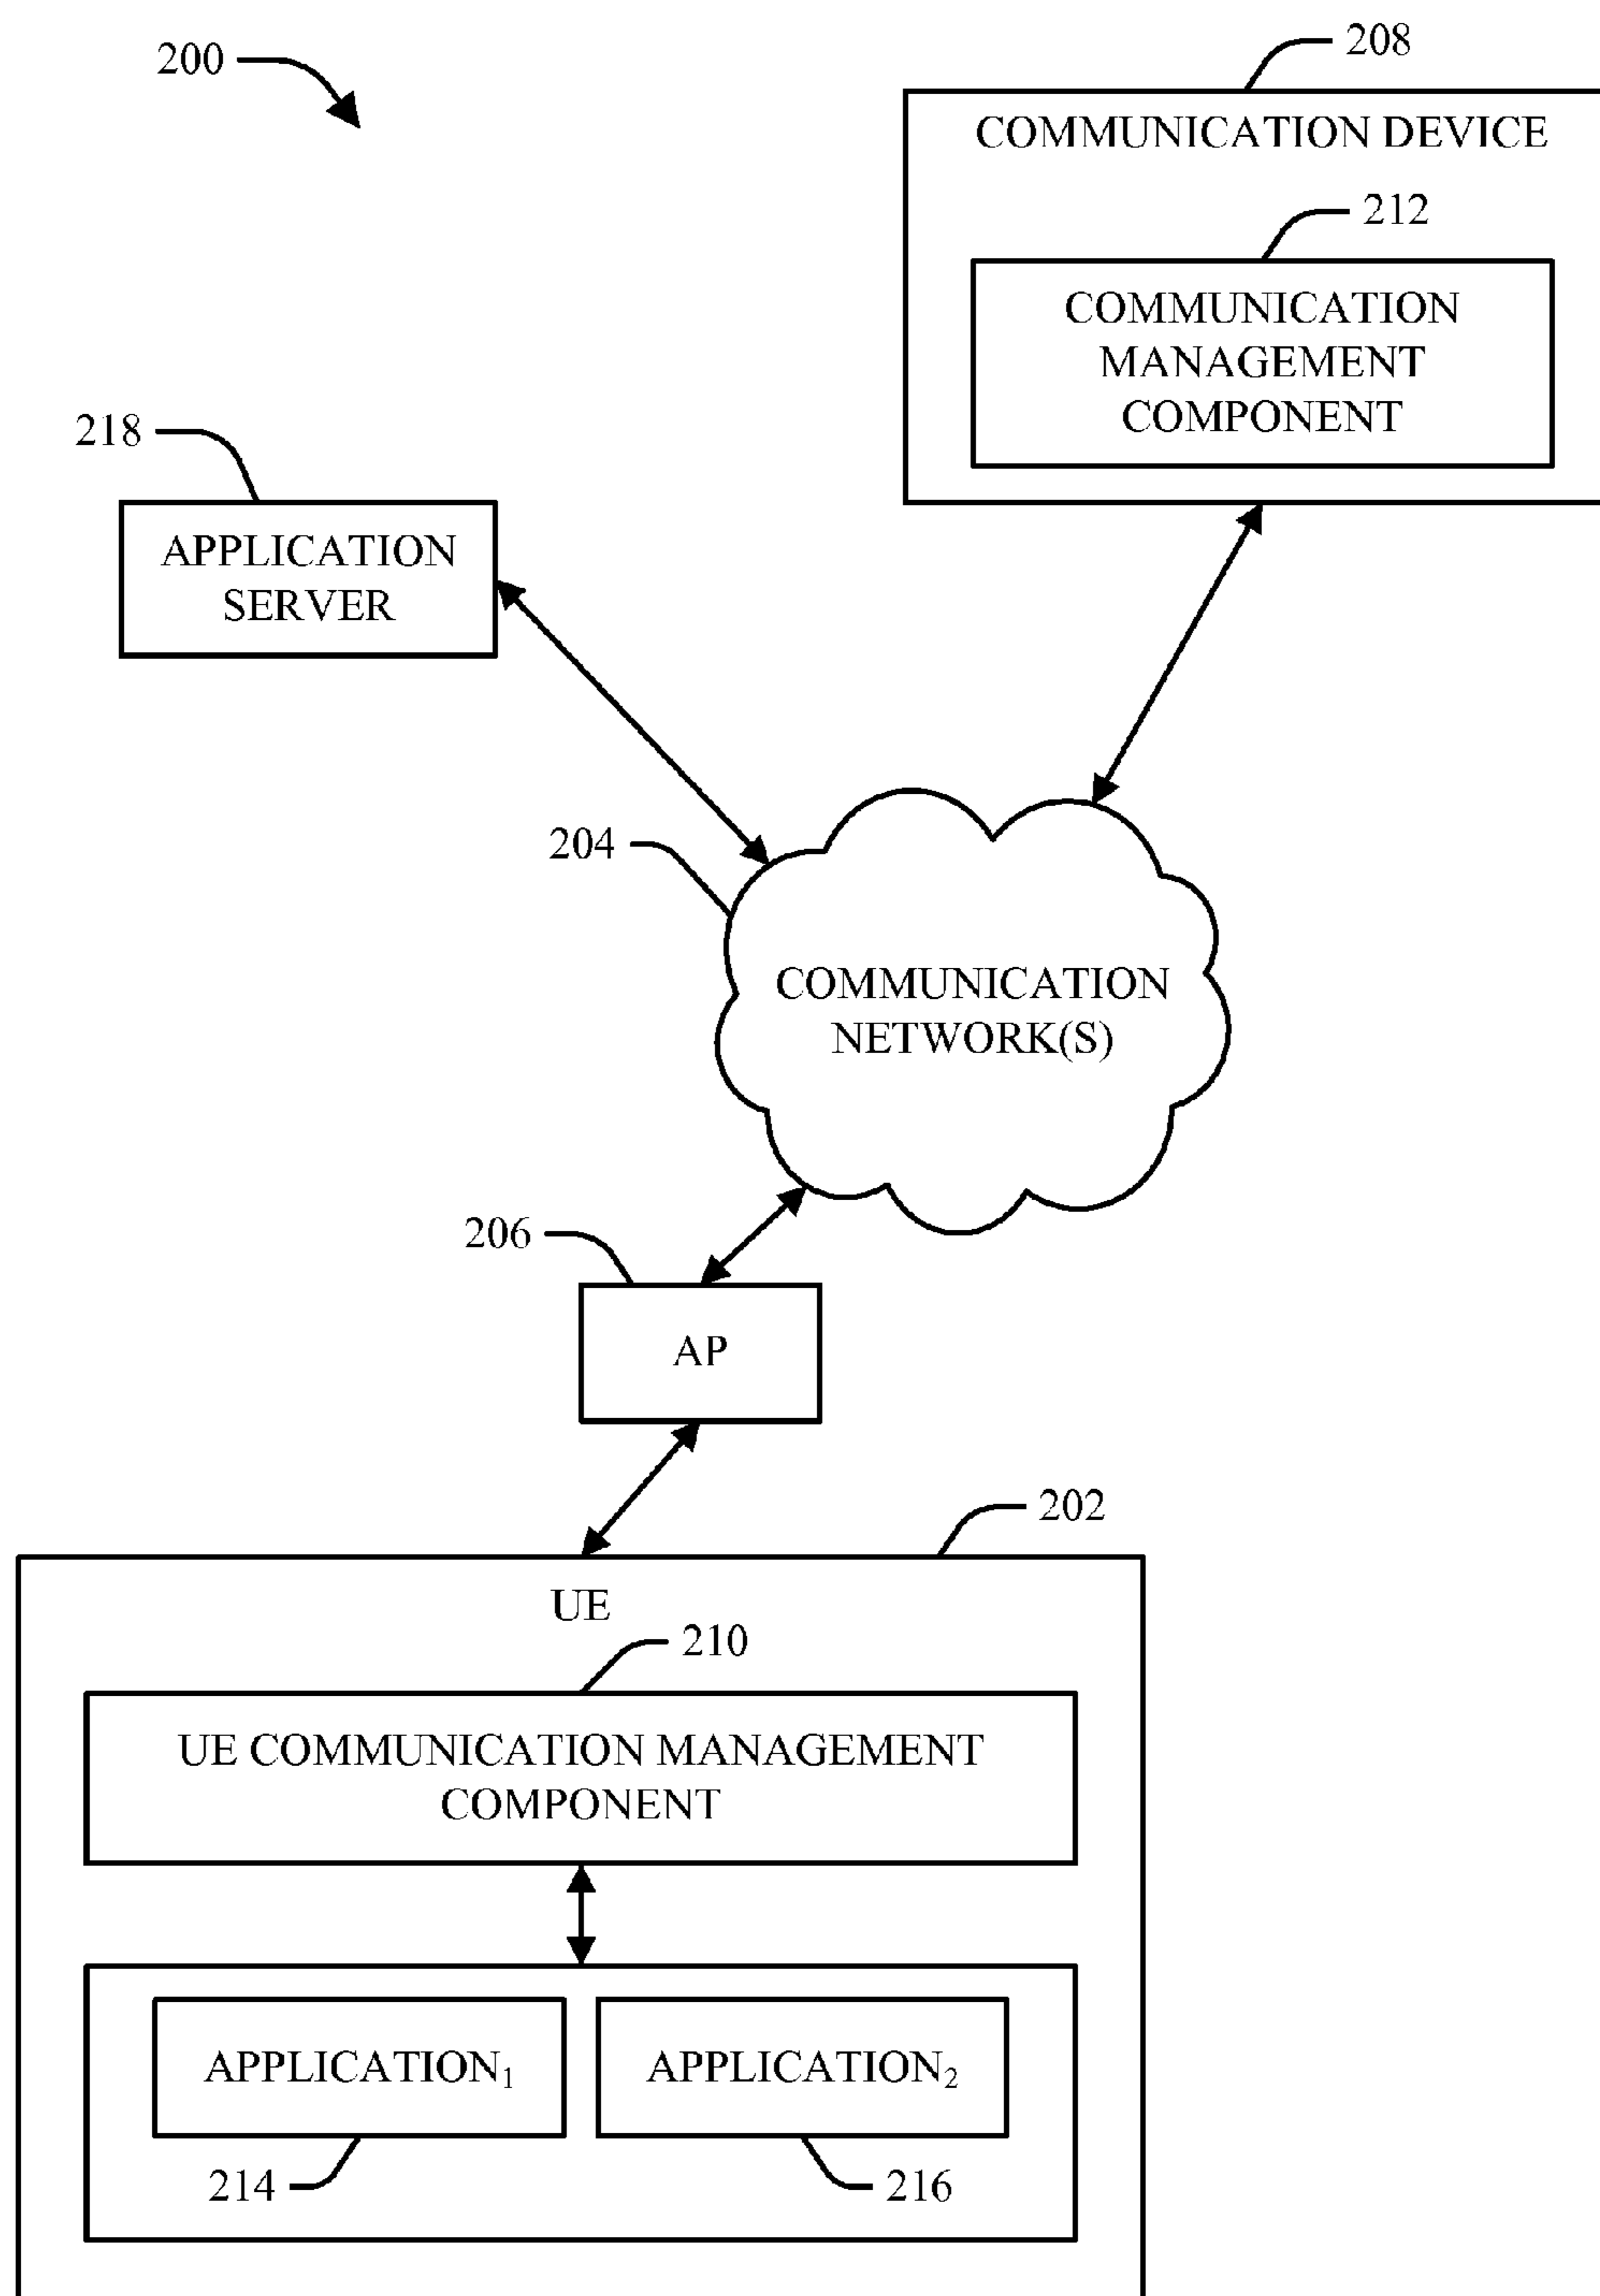 200
208
COMMUNICATION DEVICE
212
COMMUNICATION
MANAGEMENT
COMPONENT
218
APPLICATION
SERVER
204
COMMUNICATION
NETWORK(S)
206
AP
202
UE
210
UE COMMUNICATION MANAGEMENT
COMPONENT
APPLICATION₁
APPLICATION₂
214
216